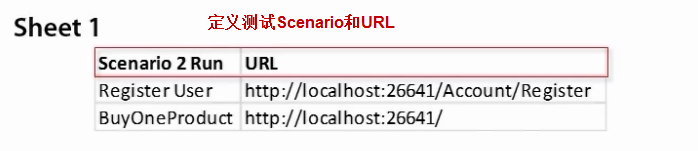 定义测试Scenario和URL
Sheet 1
Scenario 2 Run URL
Register User http://localhost:26641/Account/Register
BuyOneProduct http://localhost:26641/